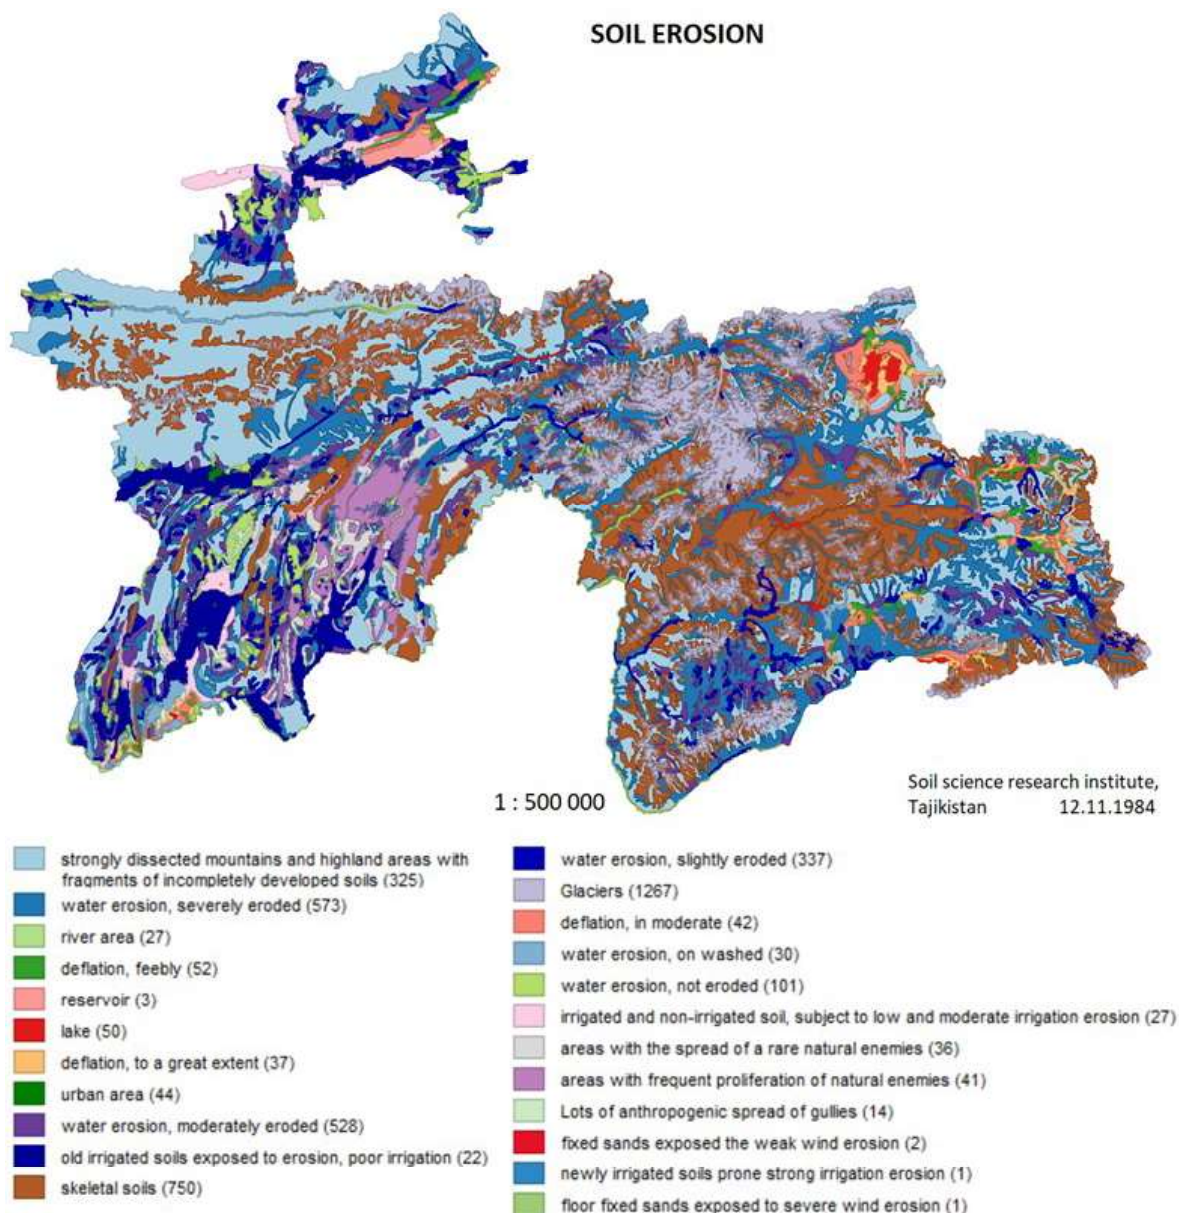 SOIL EROSION
1 : 500 000
Soil science research institute,
Tajikistan 12.11.1984
strongly dissected mountains and highland areas with
fragments of incompletely developed soils (325)
water erosion, severely eroded (573)
river area (27)
deflation, feebly (52)
reservoir (3)
lake (50)
deflation, to a great extent (37)
urban area (44)
water erosion, moderately eroded (528)
old irrigated soils exposed to erosion, poor irrigation (22)
skeletal soils (750)
water erosion, slightly eroded (337)
Glaciers (1267)
deflation, in moderate (42)
water erosion, on washed (30)
water erosion, not eroded (101)
irrigated and non-irrigated soil, subject to low and moderate irrigation erosion (27)
areas with the spread of a rare natural enemies (36)
areas with frequent proliferation of natural enemies (41)
Lots of anthropogenic spread of gullies (14)
fixed sands exposed the weak wind erosion (2)
newly irrigated soils prone strong irrigation erosion (1)
floor fixed sands exposed to severe wind erosion (1)